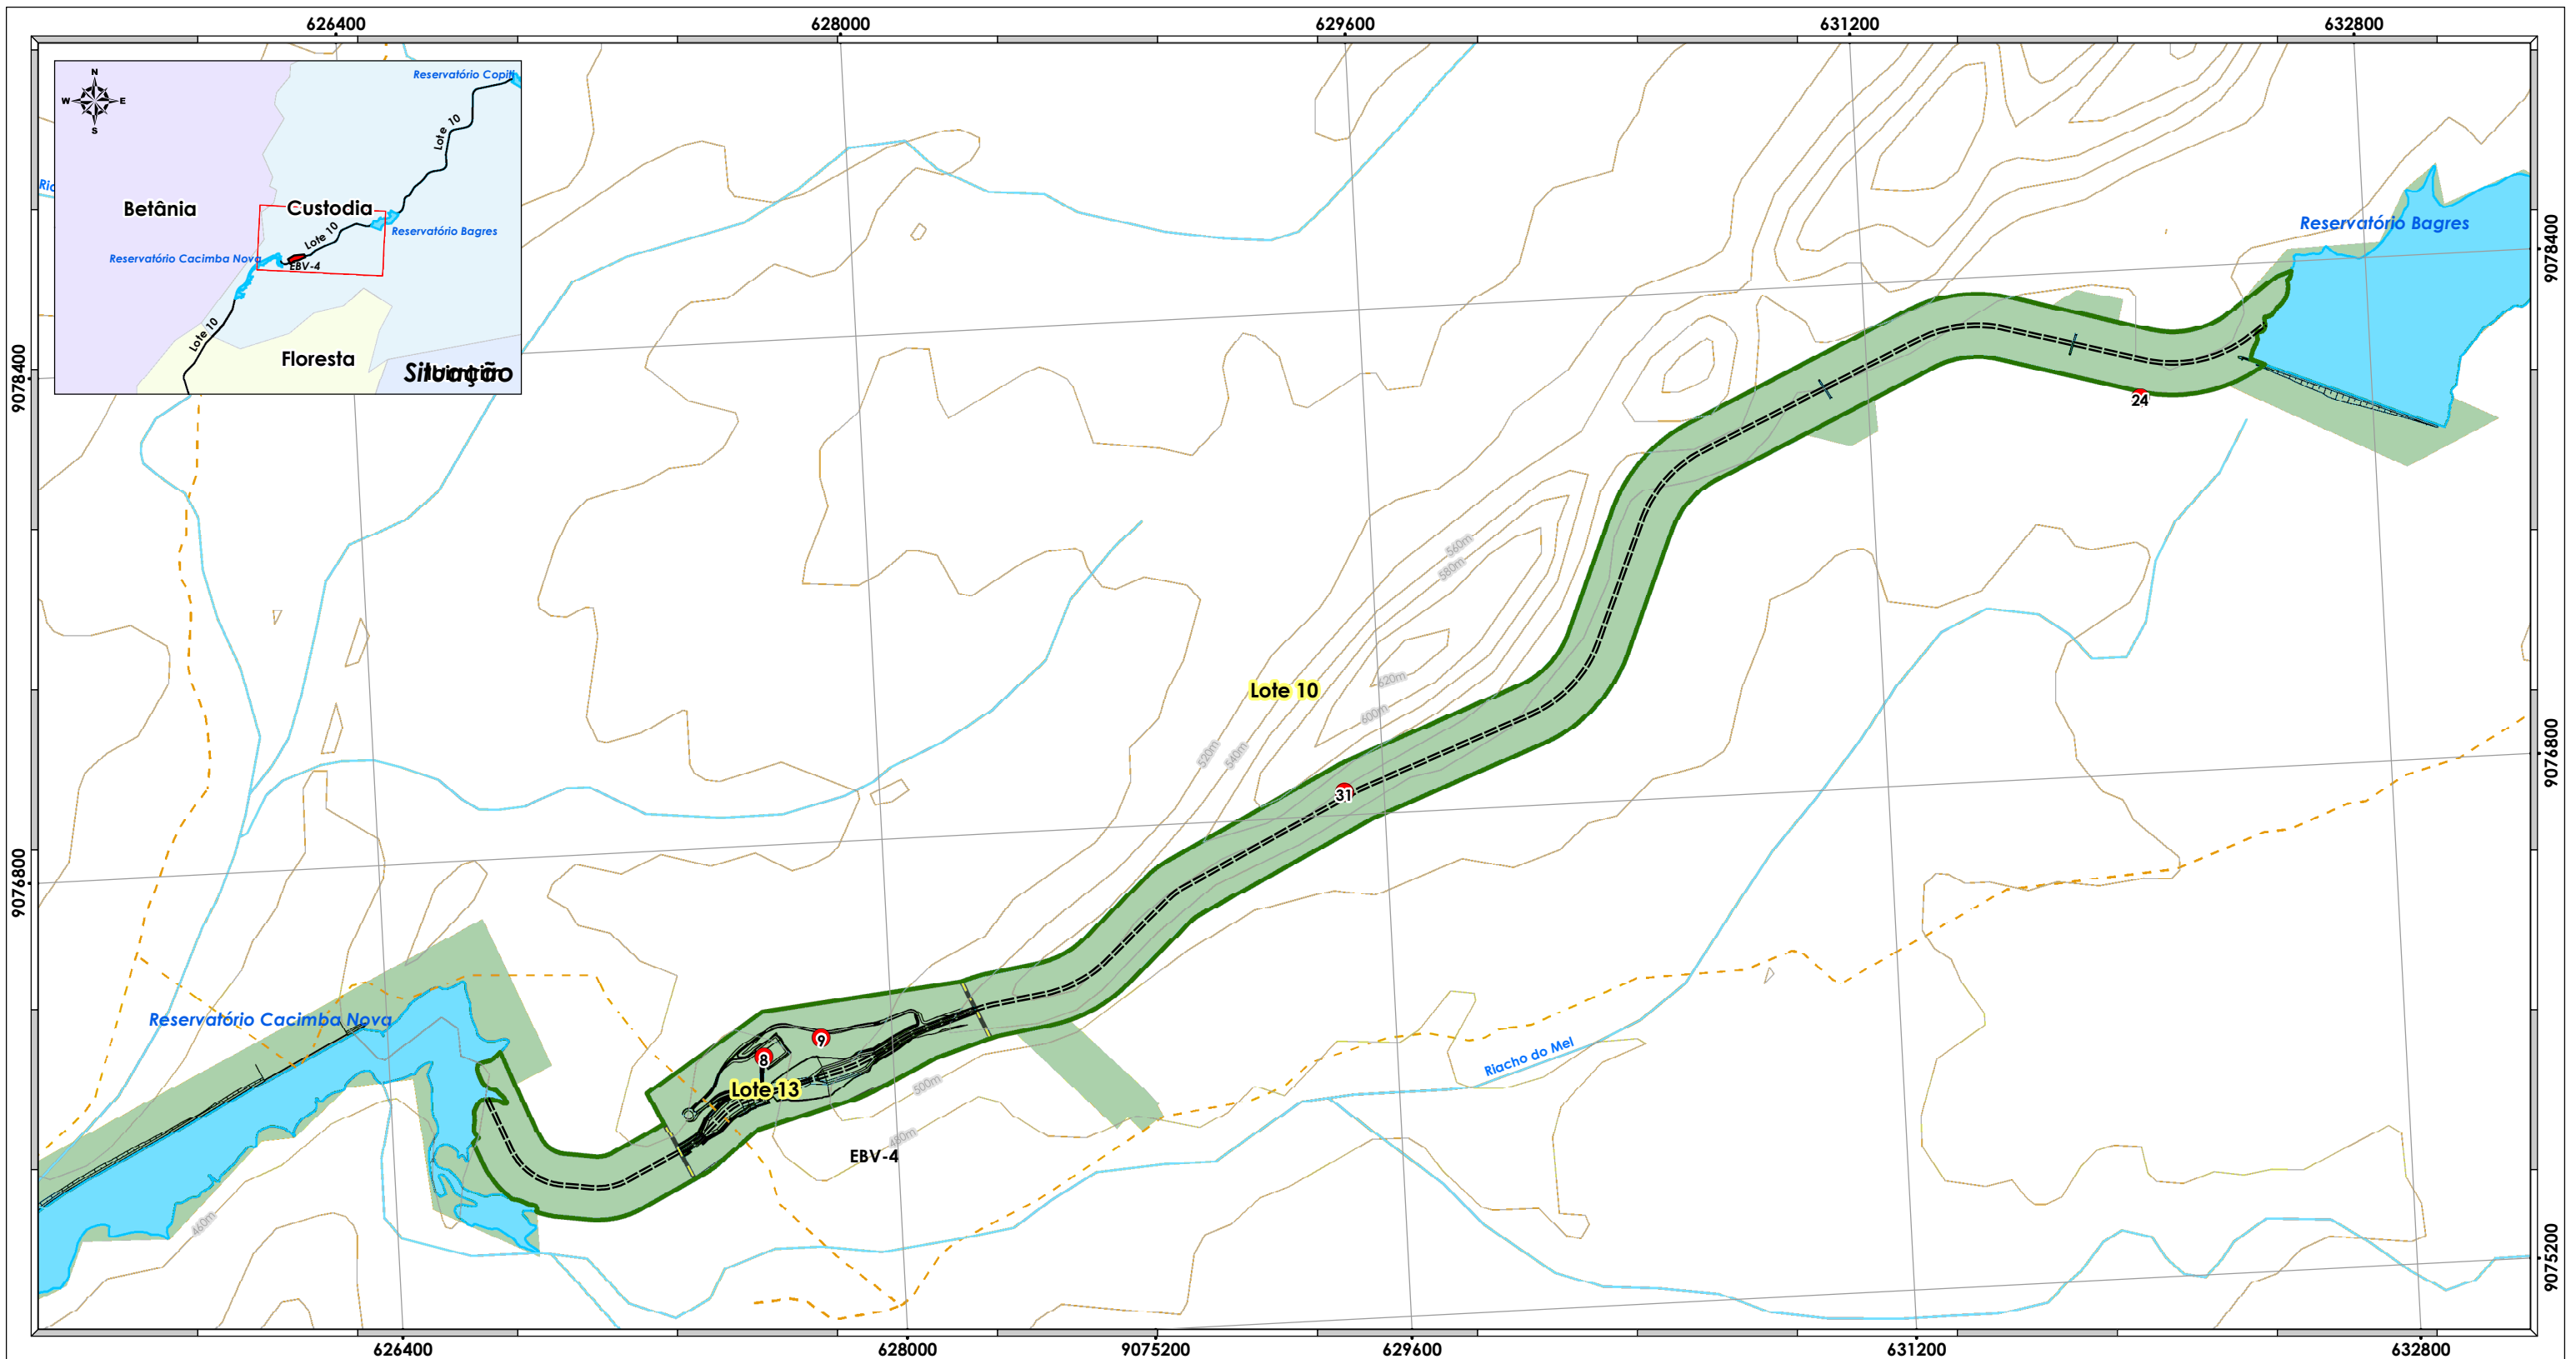 626400
628000
629600
631200
632800
N
W
E
S
Reservatório Copiti
Lote 10
Betânia
Custodia
Reservatório Bagres
Lote 10
Reservatório Cacimba Nova
EBV-4
Lote 10
Floresta
Situação
Ric
Reservatório Bagres
9078400
9078400
24
560m
580m
620m
Lote 10
600m
520m
540m
31
9076800
9076800
Reservatório Cacimba Nova
9
8
Lote 13
500m
480m
EBV-4
Riacho do Mel
460m
9075200
626400
628000
9075200
629600
631200
632800